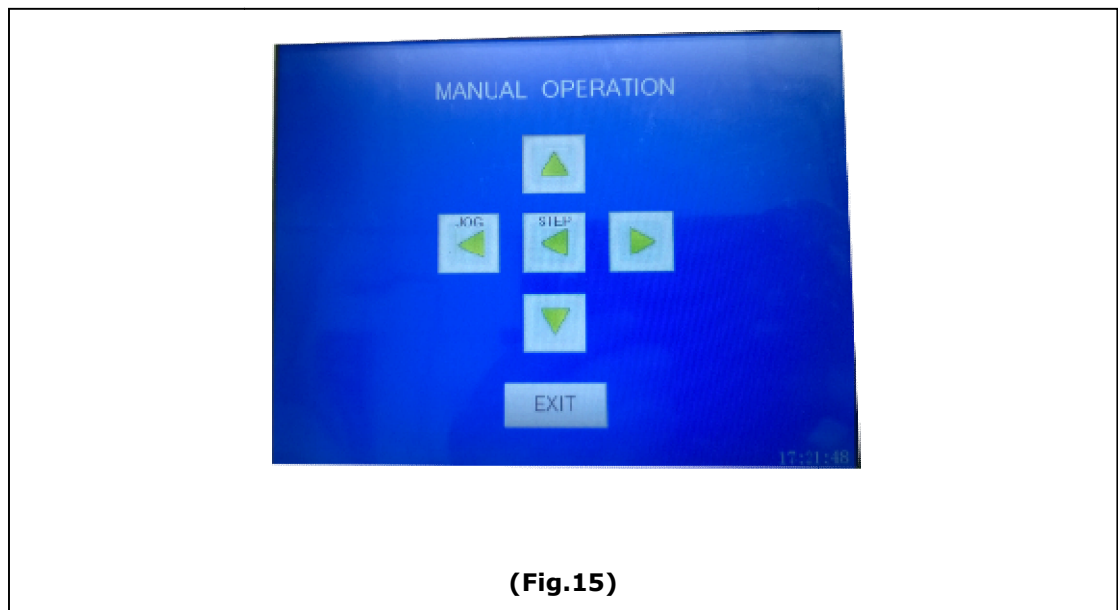 MANUAL OPERATION
JOG STEP
EXIT
17:21:48
(Fig.15)